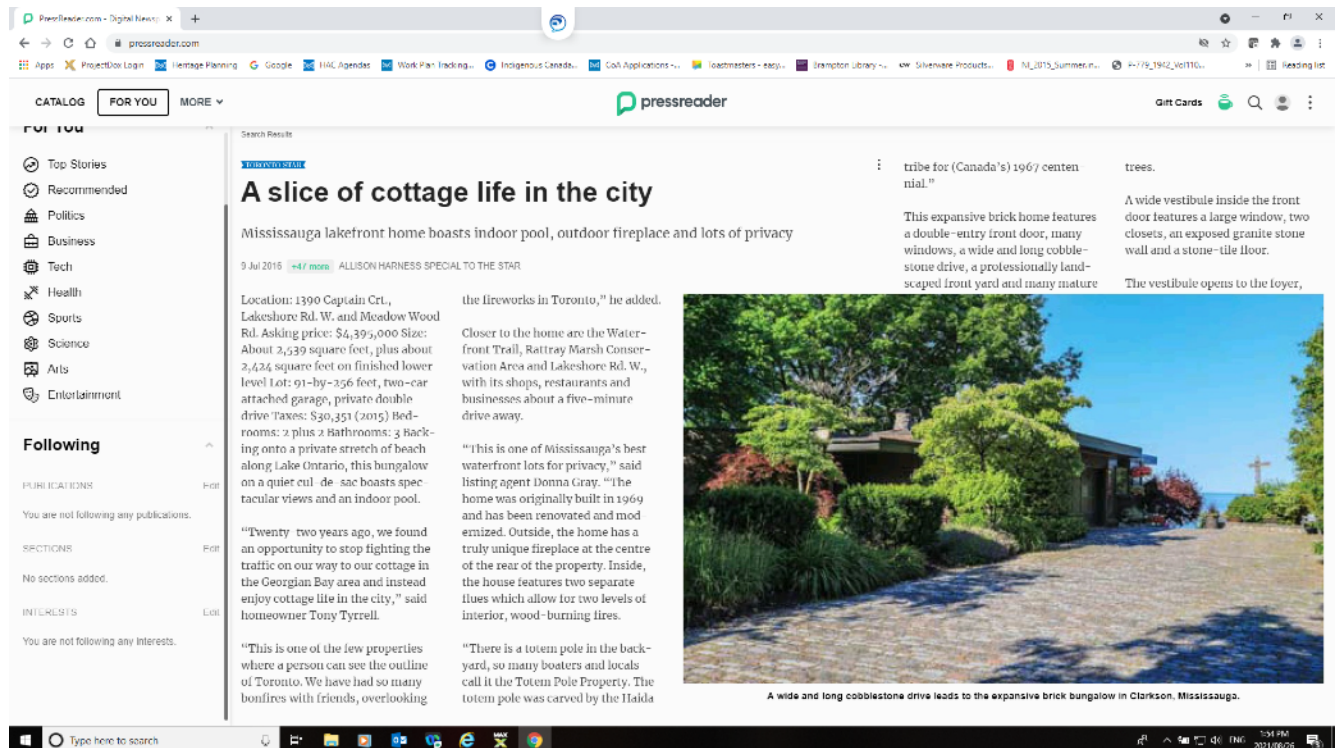 PressReader.com - Digital Newsp
pressreader.com
Apps
ProjectDox Login
Heritage Planning
Google
HAC Agendas
Work Plan Tracking...
Indigenous Canada...
CoA Applications -...
Toastmasters - easy...
Brampton Library -...
Silverware Products...
NI_2015_Summer.in...
P-779_1942_Vol110...
»
Reading list
CATALOG
FOR YOU
MORE
pressreader
Gift Cards
For You
Top Stories
Recommended
Politics
Business
Tech
Health
Sports
Science
Arts
Entertainment
Following
PUBLICATIONS Edit
You are not following any publications.
SECTIONS Edit
No sections added.
INTERESTS Edit
You are not following any interests.
Search Results
TORONTO STAR
A slice of cottage life in the city
Mississauga lakefront home boasts indoor pool, outdoor fireplace and lots of privacy
9 Jul 2016 +47 more ALLISON HARNESS SPECIAL TO THE STAR
Location: 1390 Captain Crt.,
Lakeshore Rd. W. and Meadow Wood
Rd. Asking price: $4,395,000 Size:
About 2,539 square feet, plus about
2,424 square feet on finished lower
level Lot: 91-by-256 feet, two-car
attached garage, private double
drive Taxes: $30,351 (2015) Bed-
rooms: 2 plus 2 Bathrooms: 3 Back-
ing onto a private stretch of beach
along Lake Ontario, this bungalow
on a quiet cul-de-sac boasts spec-
tacular views and an indoor pool.
“Twenty-two years ago, we found
an opportunity to stop fighting the
traffic on our way to our cottage in
the Georgian Bay area and instead
enjoy cottage life in the city,” said
homeowner Tony Tyrrell.
“This is one of the few properties
where a person can see the outline
of Toronto. We have had so many
bonfires with friends, overlooking
the fireworks in Toronto,” he added.
Closer to the home are the Water-
front Trail, Rattray Marsh Conser-
vation Area and Lakeshore Rd. W.,
with its shops, restaurants and
businesses about a five-minute
drive away.
“This is one of Mississauga’s best
waterfront lots for privacy,” said
listing agent Donna Gray. “The
home was originally built in 1969
and has been renovated and mod-
ernized. Outside, the home has a
truly unique fireplace at the centre
of the rear of the property. Inside,
the house features two separate
flues which allow for two levels of
interior, wood-burning fires.
“There is a totem pole in the back-
yard, so many boaters and locals
call it the Totem Pole Property. The
totem pole was carved by the Haida
tribe for (Canada’s) 1967 centen-
nial.”
This expansive brick home features
a double-entry front door, many
windows, a wide and long cobble-
stone drive, a professionally land-
scaped front yard and many mature
trees.
A wide vestibule inside the front
door features a large window, two
closets, an exposed granite stone
wall and a stone-tile floor.
The vestibule opens to the foyer,
A wide and long cobblestone drive leads to the expansive brick bungalow in Clarkson, Mississauga.
Type here to search
ENG
1:54 PM
2021/08/26